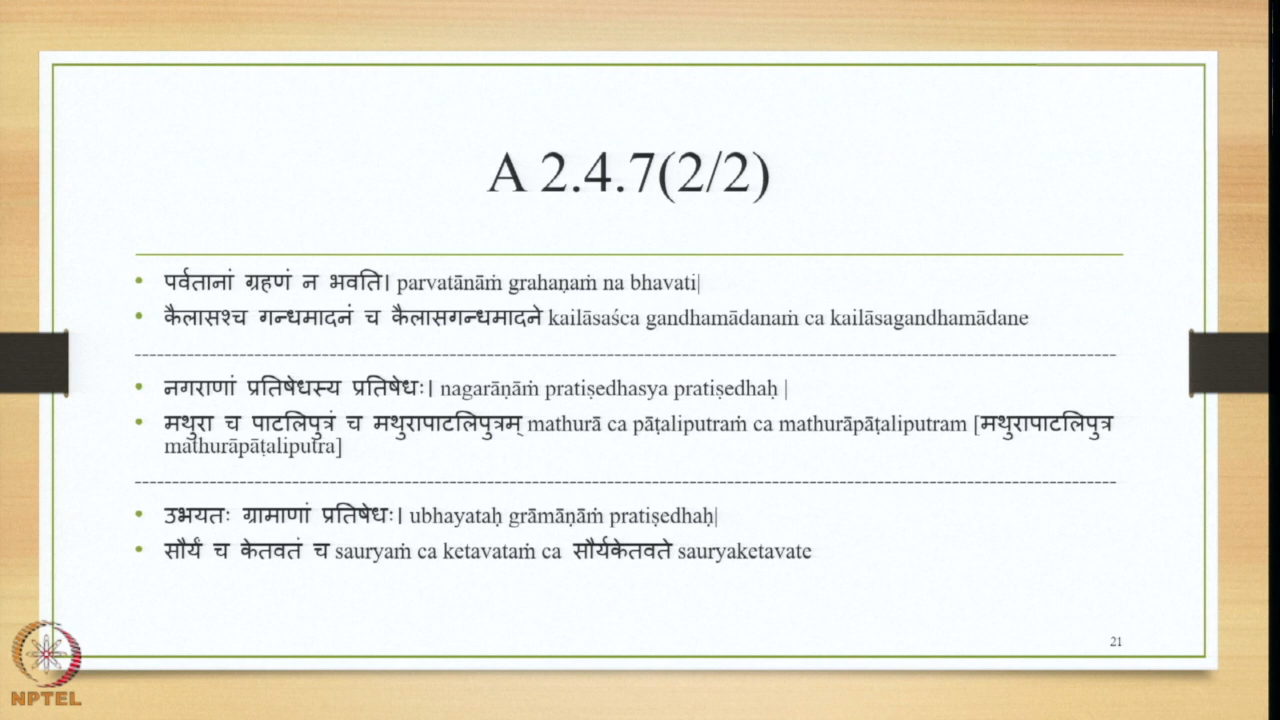 A 2.4.7(2/2)
• पर्वतानां ग्रहणं न भवति। parvatānāṁ grahaṇaṁ na bhavati|
• कैलासश्च गन्धमादनं च कैलासगन्धमादने kailāsaśca gandhamādanaṁ ca kailāsagandhamādane
• नगराणां प्रतिषेधस्य प्रतिषेधः। nagarāṇāṁ pratiṣedhasya pratiṣedhaḥ |
• मथुरा च पाटलिपुत्रं च मथुरापाटलिपुत्रम् mathurā ca pāṭaliputraṁ ca mathurāpāṭaliputram [मथुरापाटलिपुत्र
mathurāpāṭaliputra]
• उभयतः ग्रामाणां प्रतिषेधः। ubhayataḥ grāmāṇāṁ pratiṣedhaḥ|
• सौर्यं च केतवतं च sauryaṁ ca ketavataṁ ca सौर्यकेतवते sauryaketavate
21
NPTEL